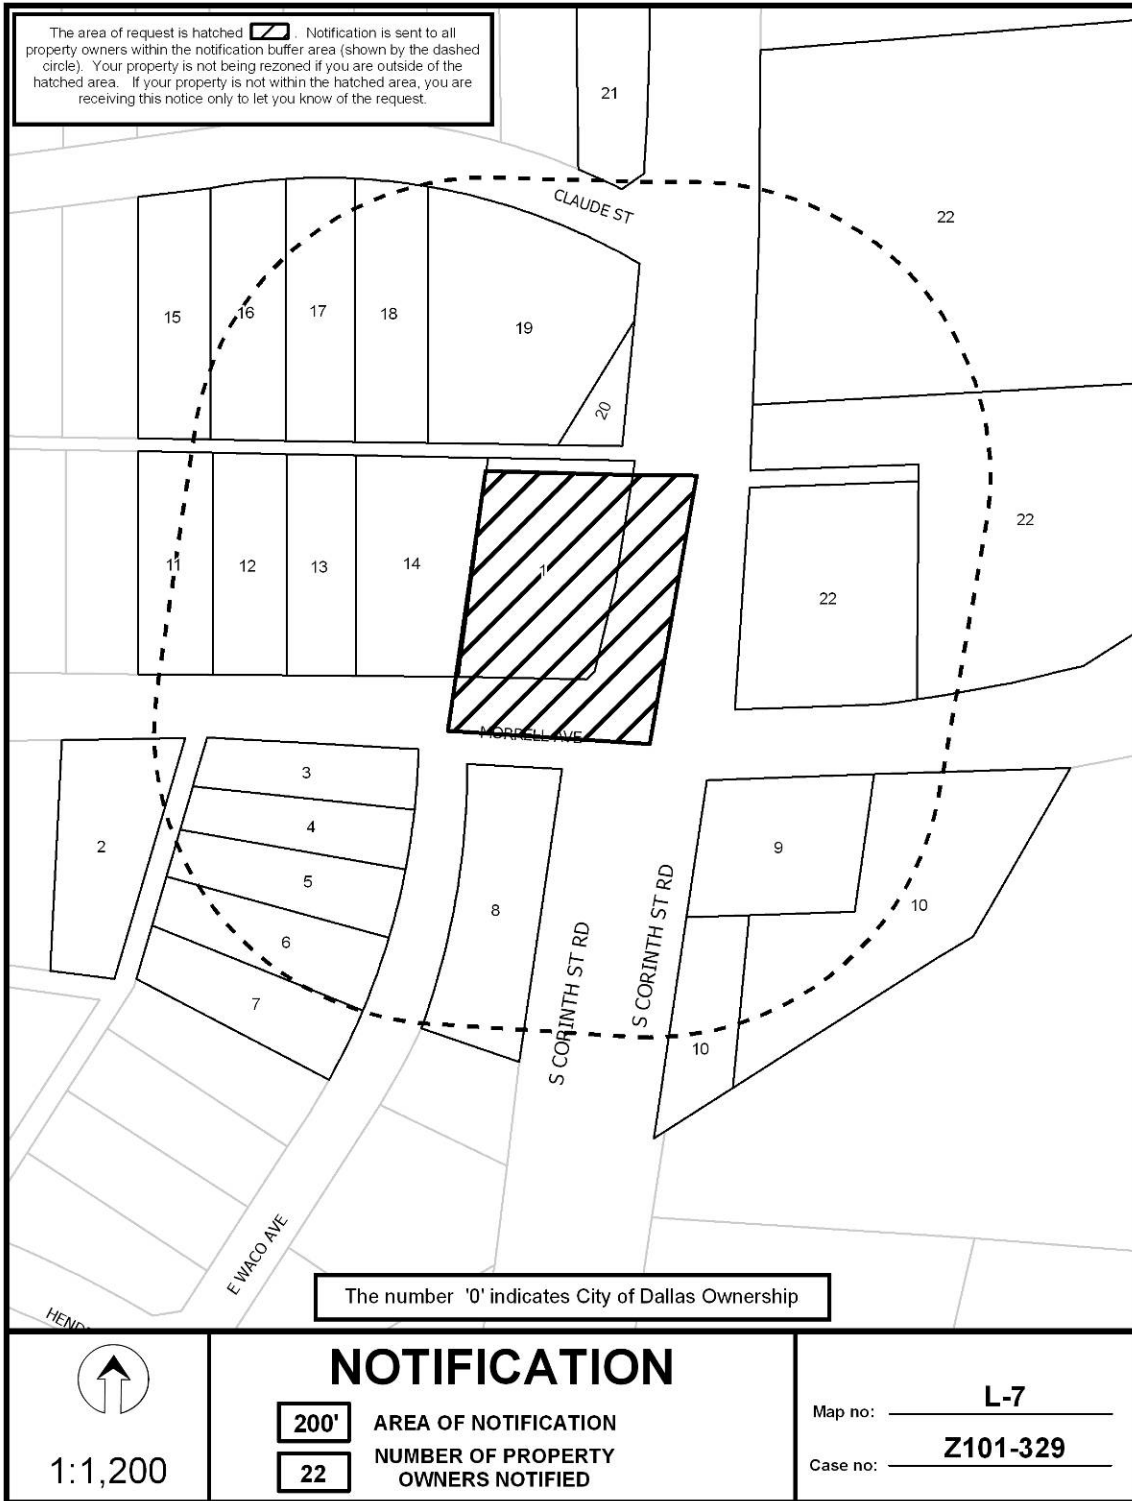 The area of request is hatched . Notification is sent to all
property owners within the notification buffer area (shown by the dashed
circle). Your property is not being rezoned if you are outside of the
hatched area. If your property is not within the hatched area, you are
receiving this notice only to let you know of the request.
21
CLAUDE ST
22
15
16
17
18
19
20
11
12
13
14
1
22
22
MORRELL AVE
3
4
5
6
7
2
8
9
10
10
S CORINTH ST RD
S CORINTH ST RD
E WACO AVE
The number '0' indicates City of Dallas Ownership
1:1,200
NOTIFICATION
200' AREA OF NOTIFICATION
22 NUMBER OF PROPERTY
OWNERS NOTIFIED
Map no: L-7
Case no: Z101-329